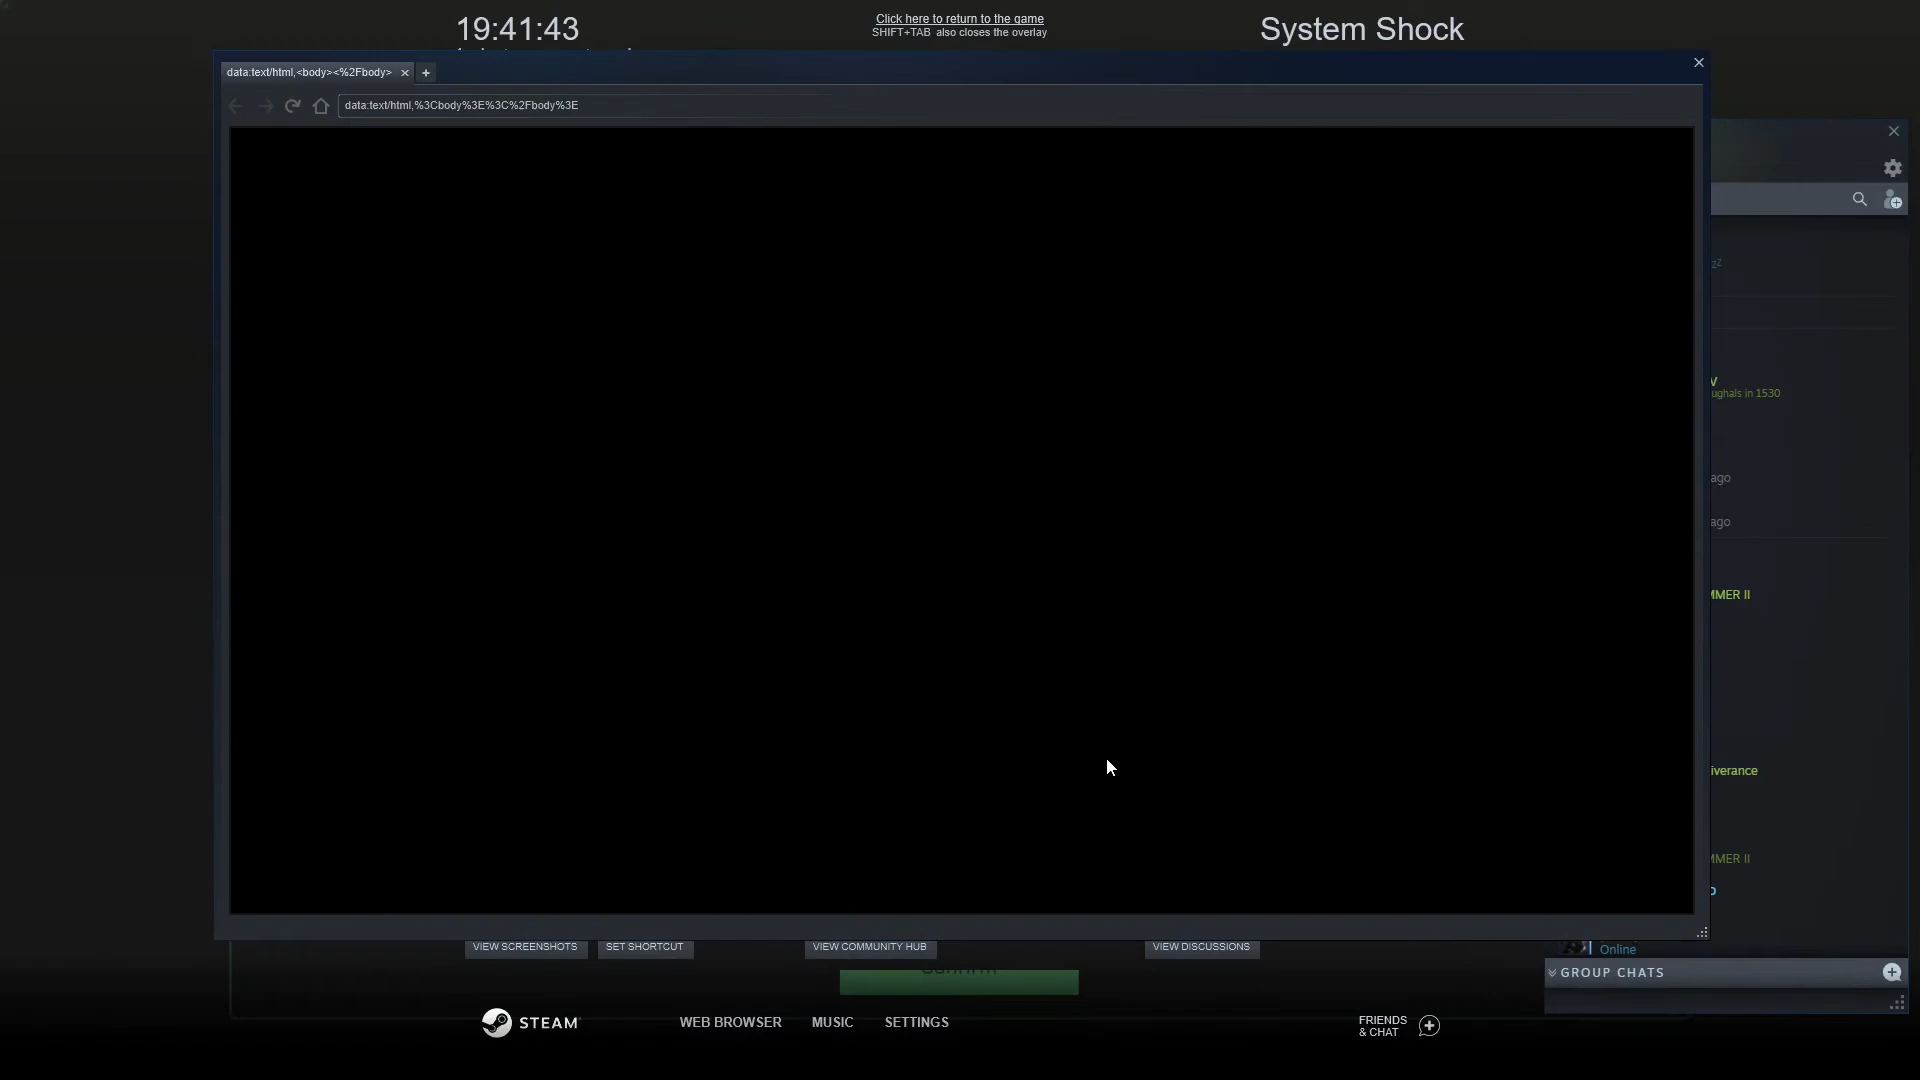 19:41:43
Click here to return to the game
SHIFT+TAB also closes the overlay
System Shock
data:text/html,<body><%2Fbody>
data:text/html,%3Cbody%3E%3C%2Fbody%3E
zz
V
ughals in 1530
ago
ago
MMER II
iverance
MMER II
VIEW SCREENSHOTS
SET SHORTCUT
VIEW COMMUNITY HUB
VIEW DISCUSSIONS
Online
GROUP CHATS
STEAM
WEB BROWSER
MUSIC
SETTINGS
FRIENDS
& CHAT